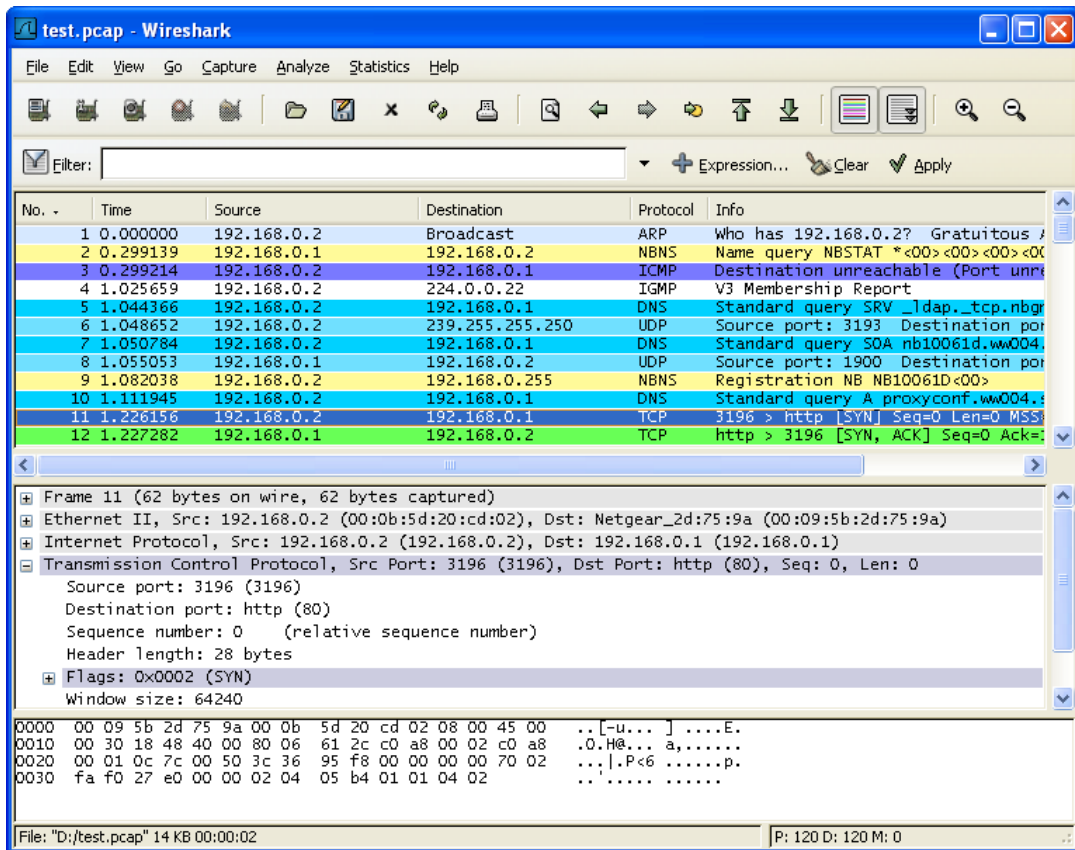 test.pcap - Wireshark
File Edit View Go Capture Analyze Statistics Help
Filter: Expression... Clear Apply
No. Time Source Destination Protocol Info
1 0.000000 192.168.0.2 Broadcast ARP Who has 192.168.0.2? Gratuitous
2 0.299139 192.168.0.1 192.168.0.2 NBNS Name query NBSTAT *<00><00><00><00
3 0.299214 192.168.0.2 192.168.0.1 ICMP Destination unreachable (Port unre
4 1.025659 192.168.0.2 224.0.0.22 IGMP V3 Membership Report
5 1.044366 192.168.0.2 192.168.0.1 DNS Standard query SRV _ldap._tcp.nbgr
6 1.048652 192.168.0.2 239.255.255.250 UDP Source port: 3193 Destination por
7 1.050784 192.168.0.2 192.168.0.1 DNS Standard query SOA nb10061d.ww004.
8 1.055053 192.168.0.1 192.168.0.2 UDP Source port: 1900 Destination por
9 1.082038 192.168.0.2 192.168.0.255 NBNS Registration NB NB10061D<00>
10 1.111945 192.168.0.2 192.168.0.1 DNS Standard query A proxyconf.ww004.s
11 1.226156 192.168.0.2 192.168.0.1 TCP 3196 > http [SYN] Seq=0 Len=0 MSS
12 1.227282 192.168.0.1 192.168.0.2 TCP http > 3196 [SYN, ACK] Seq=0 Ack=
Frame 11 (62 bytes on wire, 62 bytes captured)
Ethernet II, Src: 192.168.0.2 (00:0b:5d:20:cd:02), Dst: Netgear_2d:75:9a (00:09:5b:2d:75:9a)
Internet Protocol, Src: 192.168.0.2 (192.168.0.2), Dst: 192.168.0.1 (192.168.0.1)
Transmission Control Protocol, Src Port: 3196 (3196), Dst Port: http (80), Seq: 0, Len: 0
Source port: 3196 (3196)
Destination port: http (80)
Sequence number: 0 (relative sequence number)
Header length: 28 bytes
Flags: 0x0002 (SYN)
Window size: 64240
0000 00 09 5b 2d 75 9a 00 0b 5d 20 cd 02 08 00 45 00 ..[-u... ] ....E.
0010 00 30 18 48 40 00 80 06 61 2c c0 a8 00 02 c0 a8 .0.H@... a,......
0020 00 01 0c 7c 00 50 3c 36 95 f8 00 00 00 00 70 02 ...|.P<6 ......p.
0030 fa f0 27 e0 00 00 02 04 05 b4 01 01 04 02 ..'..... ......
File: "D:/test.pcap" 14 KB 00:00:02 P: 120 D: 120 M: 0